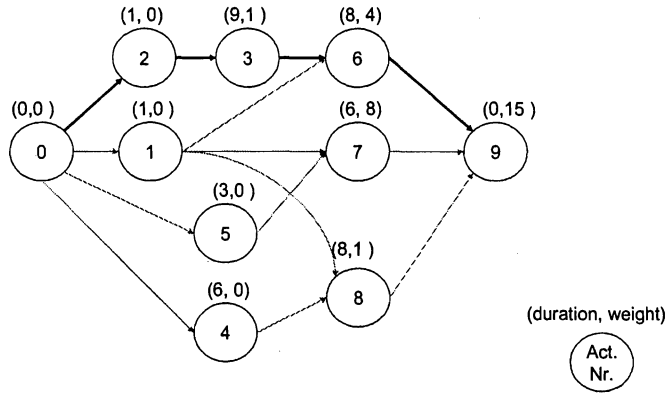 (1, 0) (9,1) (8, 4)
2 3 6
(0,0) (1,0) (6, 8) (0,15 )
0 1 7 9
(3,0 )
5
(8,1 )
8
(6, 0)
4
(duration, weight)
Act.
Nr.